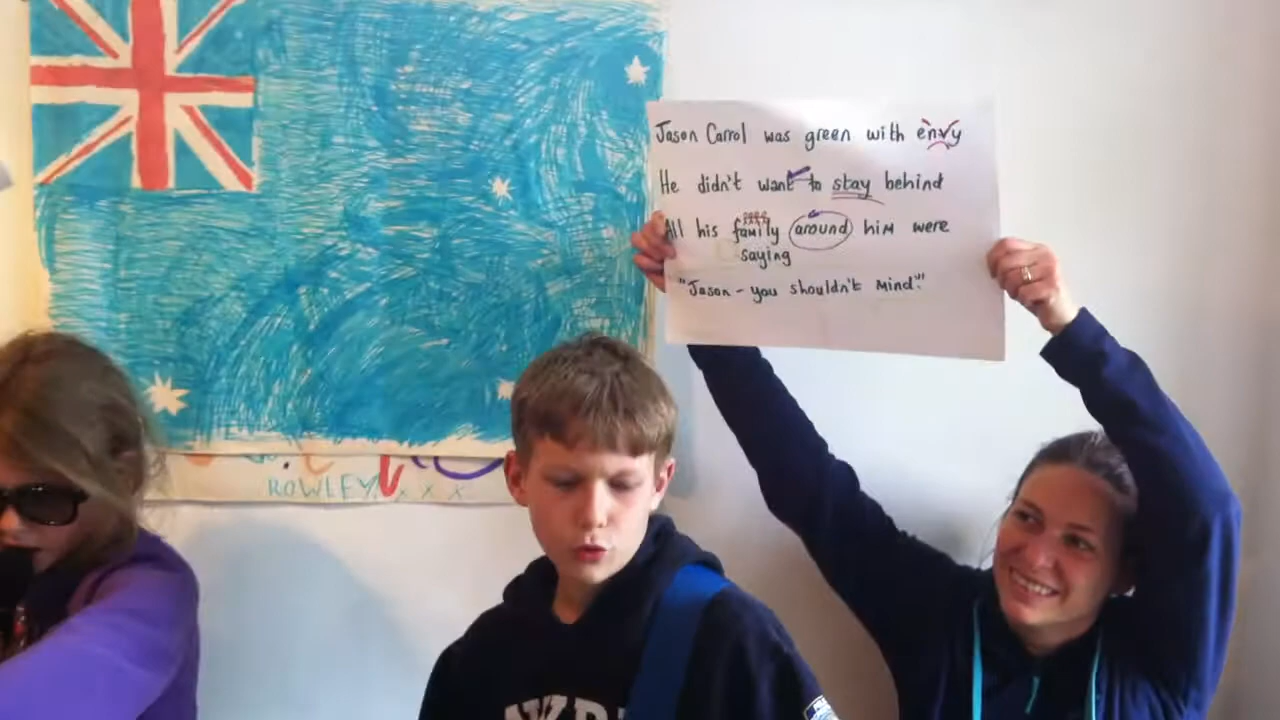 Jason Carrol was green with envy
He didn't want to stay behind
All his family around him were
saying
"Jason - you shouldn't mind"
ROWLEY x x x